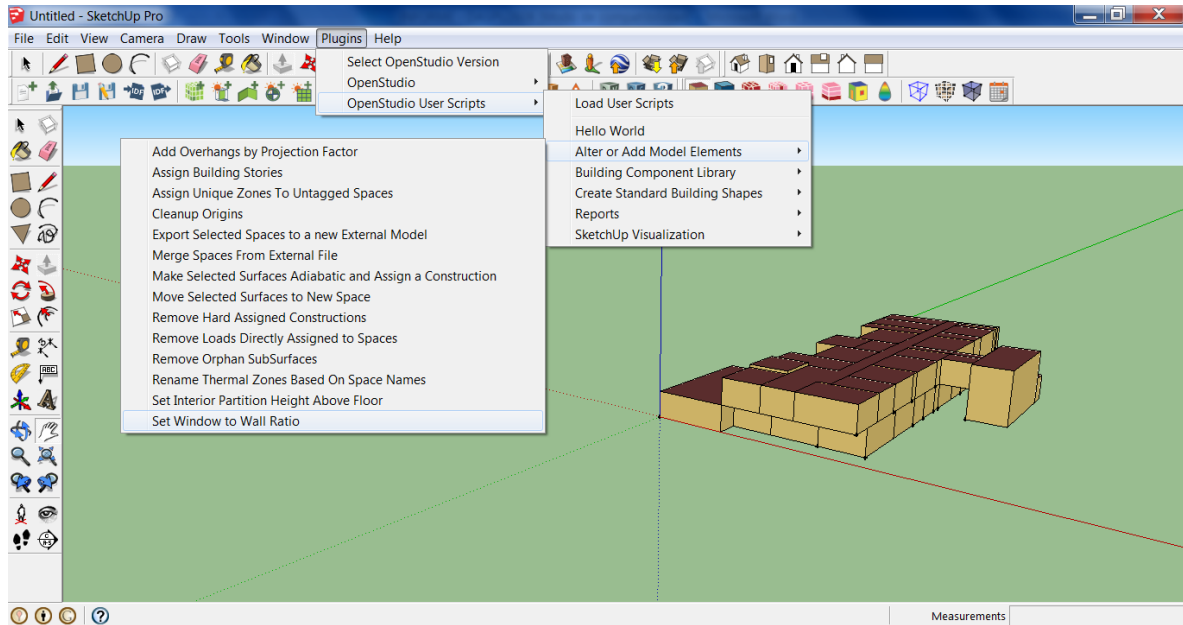 Untitled - SketchUp Pro
File Edit View Camera Draw Tools Window Plugins Help
Select OpenStudio Version
OpenStudio
OpenStudio User Scripts
Load User Scripts
Hello World
Alter or Add Model Elements
Building Component Library
Create Standard Building Shapes
Reports
SketchUp Visualization
Add Overhangs by Projection Factor
Assign Building Stories
Assign Unique Zones To Untagged Spaces
Cleanup Origins
Export Selected Spaces to a new External Model
Merge Spaces From External File
Make Selected Surfaces Adiabatic and Assign a Construction
Move Selected Surfaces to New Space
Remove Hard Assigned Constructions
Remove Loads Directly Assigned to Spaces
Remove Orphan SubSurfaces
Rename Thermal Zones Based On Space Names
Set Interior Partition Height Above Floor
Set Window to Wall Ratio
ABC
Measurements